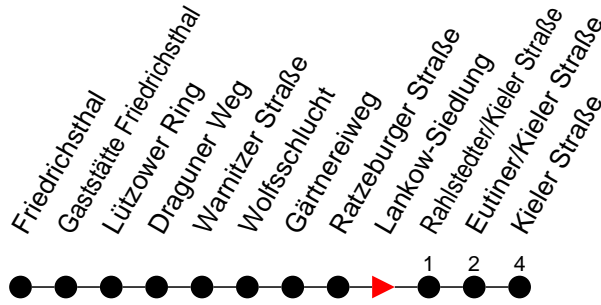 Friedrichsthal
Gaststätte Friedrichsthal
Lützower Ring
Draguner Weg
Warnitzer Straße
Wolfsschlucht
Gärtnereiweg
Ratzeburger Straße
Lankow-Siedlung
Rahlstedter/Kieler Straße
Eutiner/Kieler Straße
Kieler Straße
1 2 4